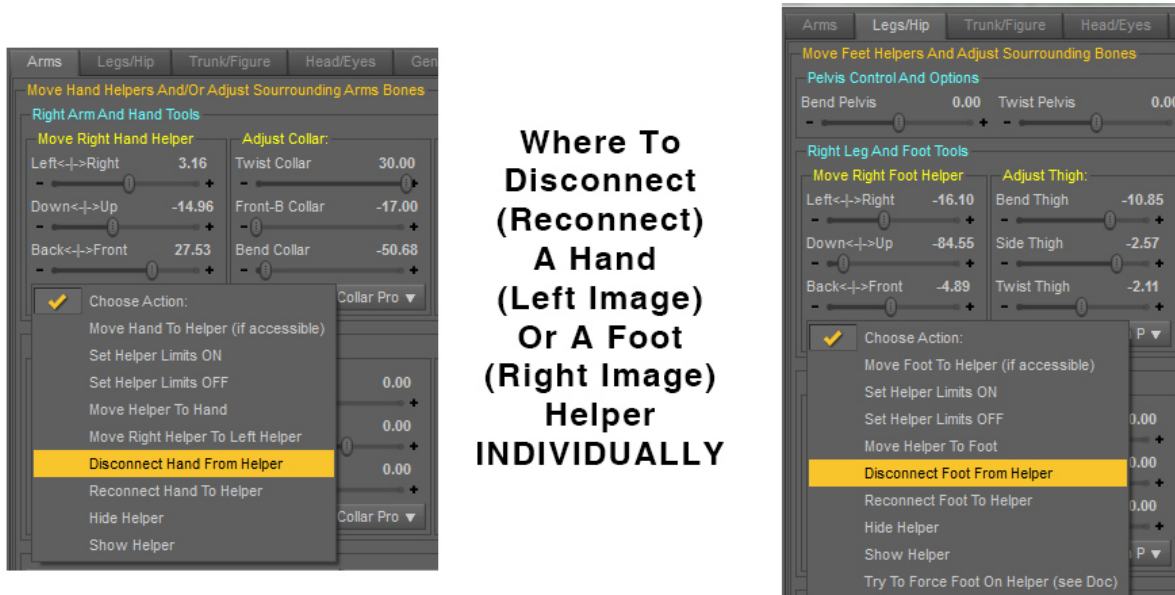 Arms Legs/Hip Trunk/Figure Head/Eyes Gen
Move Hand Helpers And/Or Adjust Sourrounding Arms Bones
Right Arm And Hand Tools
Move Right Hand Helper Adjust Collar:
Left<-|->Right 3.16 Twist Collar 30.00
- + - +
Down<-|->Up -14.96 Front-B Collar -17.00
- + - +
Back<-|->Front 27.53 Bend Collar -50.68
- + - +
Choose Action: Collar Pro ▼
Move Hand To Helper (if accessible)
Set Helper Limits ON
Set Helper Limits OFF 0.00
+
Move Helper To Hand
Move Right Helper To Left Helper 0.00
+
Disconnect Hand From Helper 0.00
Reconnect Hand To Helper +
Hide Helper Collar Pro ▼
Show Helper
Where To
Disconnect
(Reconnect)
A Hand
(Left Image)
Or A Foot
(Right Image)
Helper
INDIVIDUALLY
Arms Legs/Hip Trunk/Figure Head/Eyes
Move Feet Helpers And Adjust Sourrounding Bones
Pelvis Control And Options
Bend Pelvis 0.00 Twist Pelvis 0.00
- + -
Right Leg And Foot Tools
Move Right Foot Helper Adjust Thigh:
Left<-|->Right -16.10 Bend Thigh -10.85
- + - +
Down<-|->Up -84.55 Side Thigh -2.57
- + - +
Back<-|->Front -4.89 Twist Thigh -2.11
- + - +
Choose Action: P ▼
Move Foot To Helper (if accessible)
Set Helper Limits ON
Set Helper Limits OFF 0.00
Move Helper To Foot +
Disconnect Foot From Helper 0.00
+
Reconnect Foot To Helper 0.00
Hide Helper +
Show Helper P ▼
Try To Force Foot On Helper (see Doc)